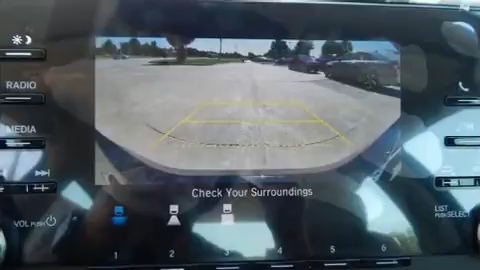 RADIO
MEDIA
Check Your Surroundings
VOL PUSH
LIST
PUSH SELECT
1 2 3 4 5 6